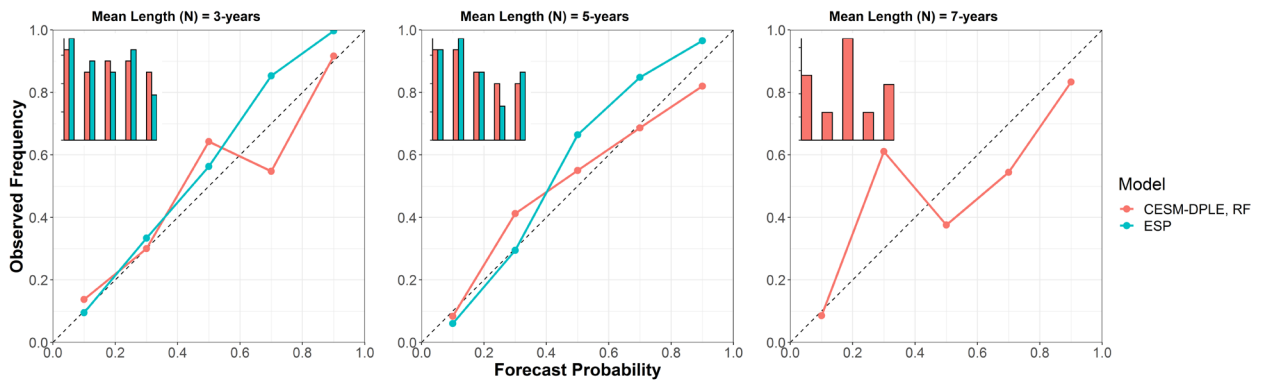 Mean Length (N) = 3-years
Mean Length (N) = 5-years
Mean Length (N) = 7-years
Observed Frequency
1.0
0.8
0.6
0.4
0.2
0.0
0.0 0.2 0.4 0.6 0.8 1.0
1.0
0.8
0.6
0.4
0.2
0.0
0.0 0.2 0.4 0.6 0.8 1.0
1.0
0.8
0.6
0.4
0.2
0.0
0.0 0.2 0.4 0.6 0.8 1.0
Forecast Probability
Model
CESM-DPLE, RF
ESP